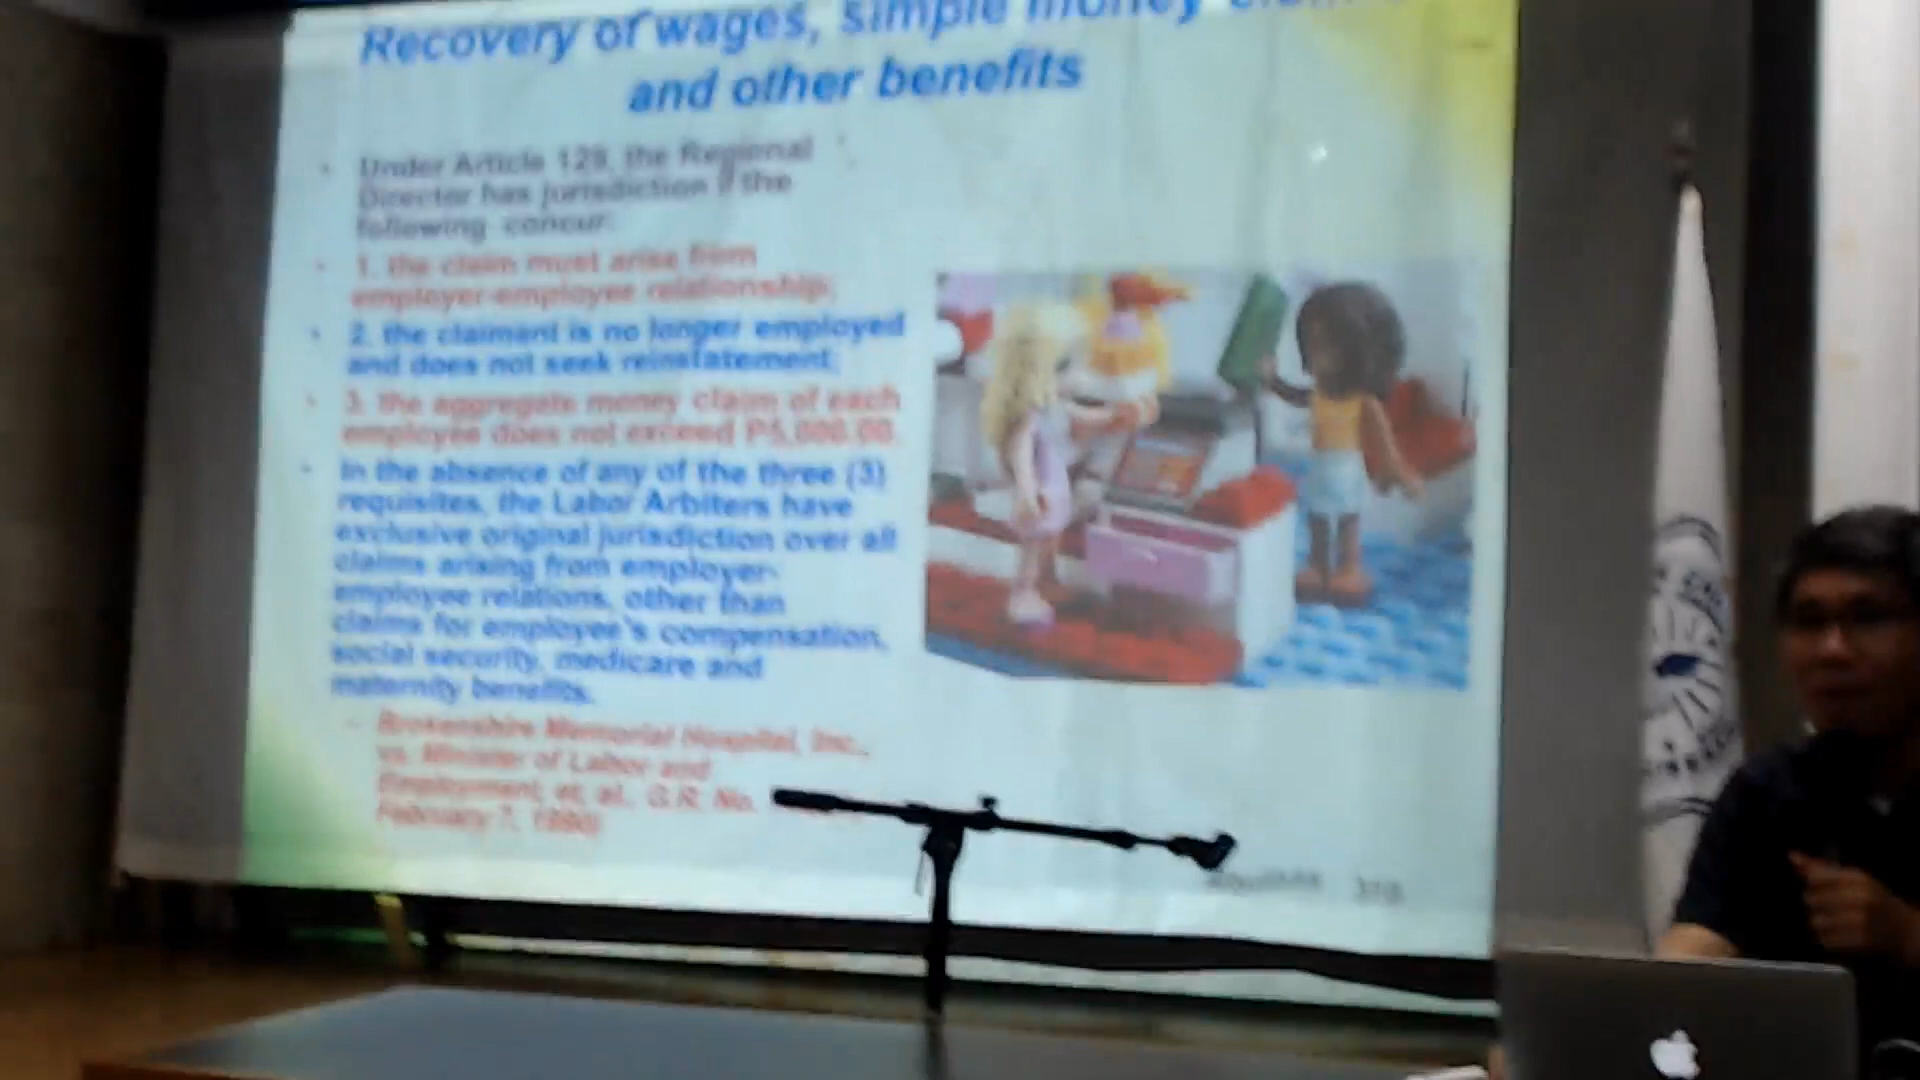 Recovery of wages, simple money
and other benefits
Under Article 129, the Regional
Director has jurisdiction if the
following concur:
1. the claim must arise from
employer-employee relationship;
2. the claimant is no longer employed
and does not seek reinstatement;
3. the aggregate money claim of each
employee does not exceed P5,000.00.
In the absence of any of the three (3)
requisites, the Labor Arbiters have
exclusive original jurisdiction over all
claims arising from employer-
employee relations, other than
claims for employee's compensation,
social security, medicare and
maternity benefits.
Brokenshire Memorial Hospital, Inc.,
vs. Minister of Labor and
Employment, et. al., G.R. No.
February 7, 1990)